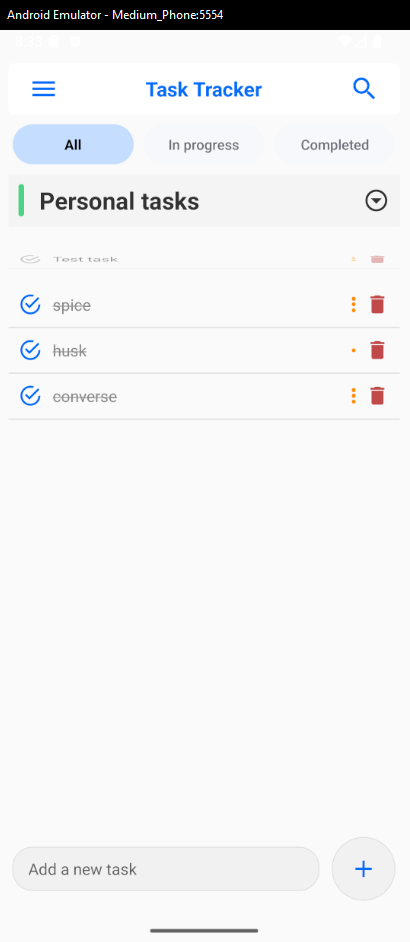 Android Emulator - Medium_Phone:5554
Task Tracker
All
In progress
Completed
Personal tasks
Test task
spice
husk
converse
Add a new task